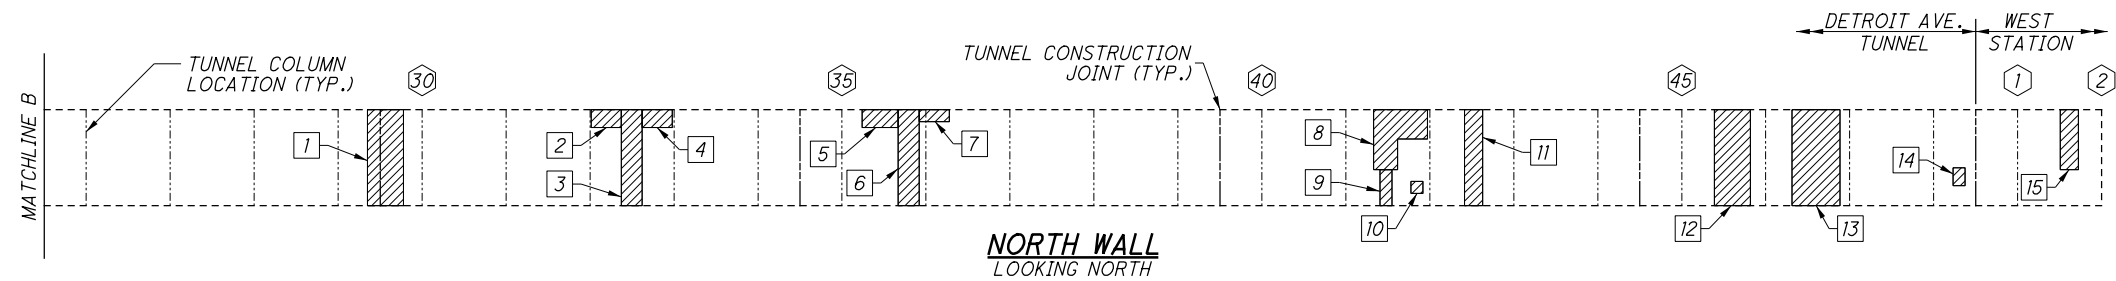 DETROIT AVE.
TUNNEL
WEST
STATION
TUNNEL COLUMN
LOCATION (TYP.)
TUNNEL CONSTRUCTION
JOINT (TYP.)
30
35
40
45
1
2
MATCHLINE B
1
2
3
4
5
6
7
8
9
10
11
12
13
14
15
NORTH WALL
LOOKING NORTH